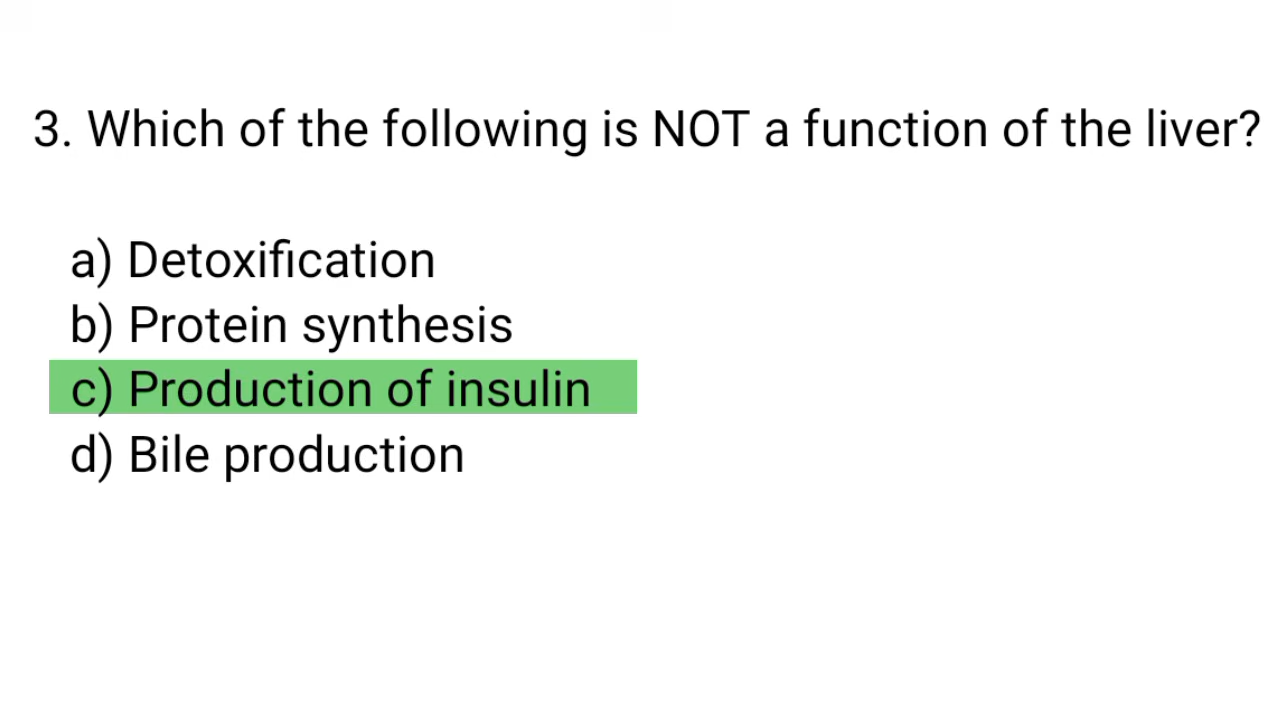 3. Which of the following is NOT a function of the liver?
a) Detoxification
b) Protein synthesis
c) Production of insulin
d) Bile production